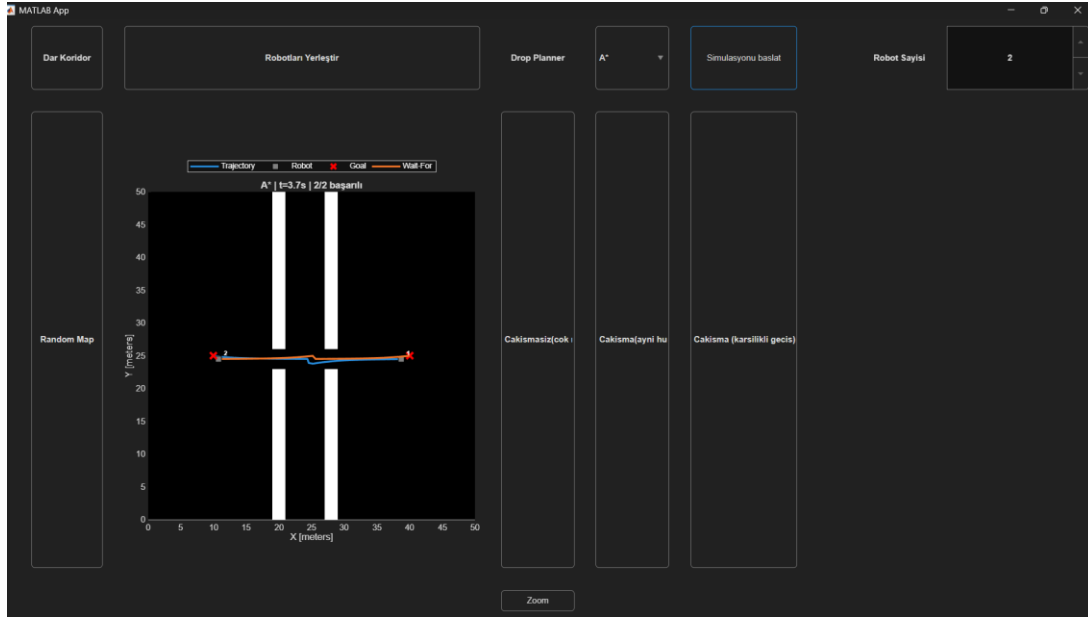 MATLAB App
Dar Koridor
Robotları Yerleştir
Drop Planner
A*
Simulasyonu baslat
Robot Sayisi
2
Random Map
Trajectory Robot Goal Wait-For
A* | t=3.7s | 2/2 başarılı
50
45
40
35
30
25
20
15
10
5
0
Y [meters]
2
0 5 10 15 20 25 30 35 40 45 50
X [meters]
Cakismasiz(cok
Cakisma(ayni hu
Cakisma (karsilikli gecis)
Zoom